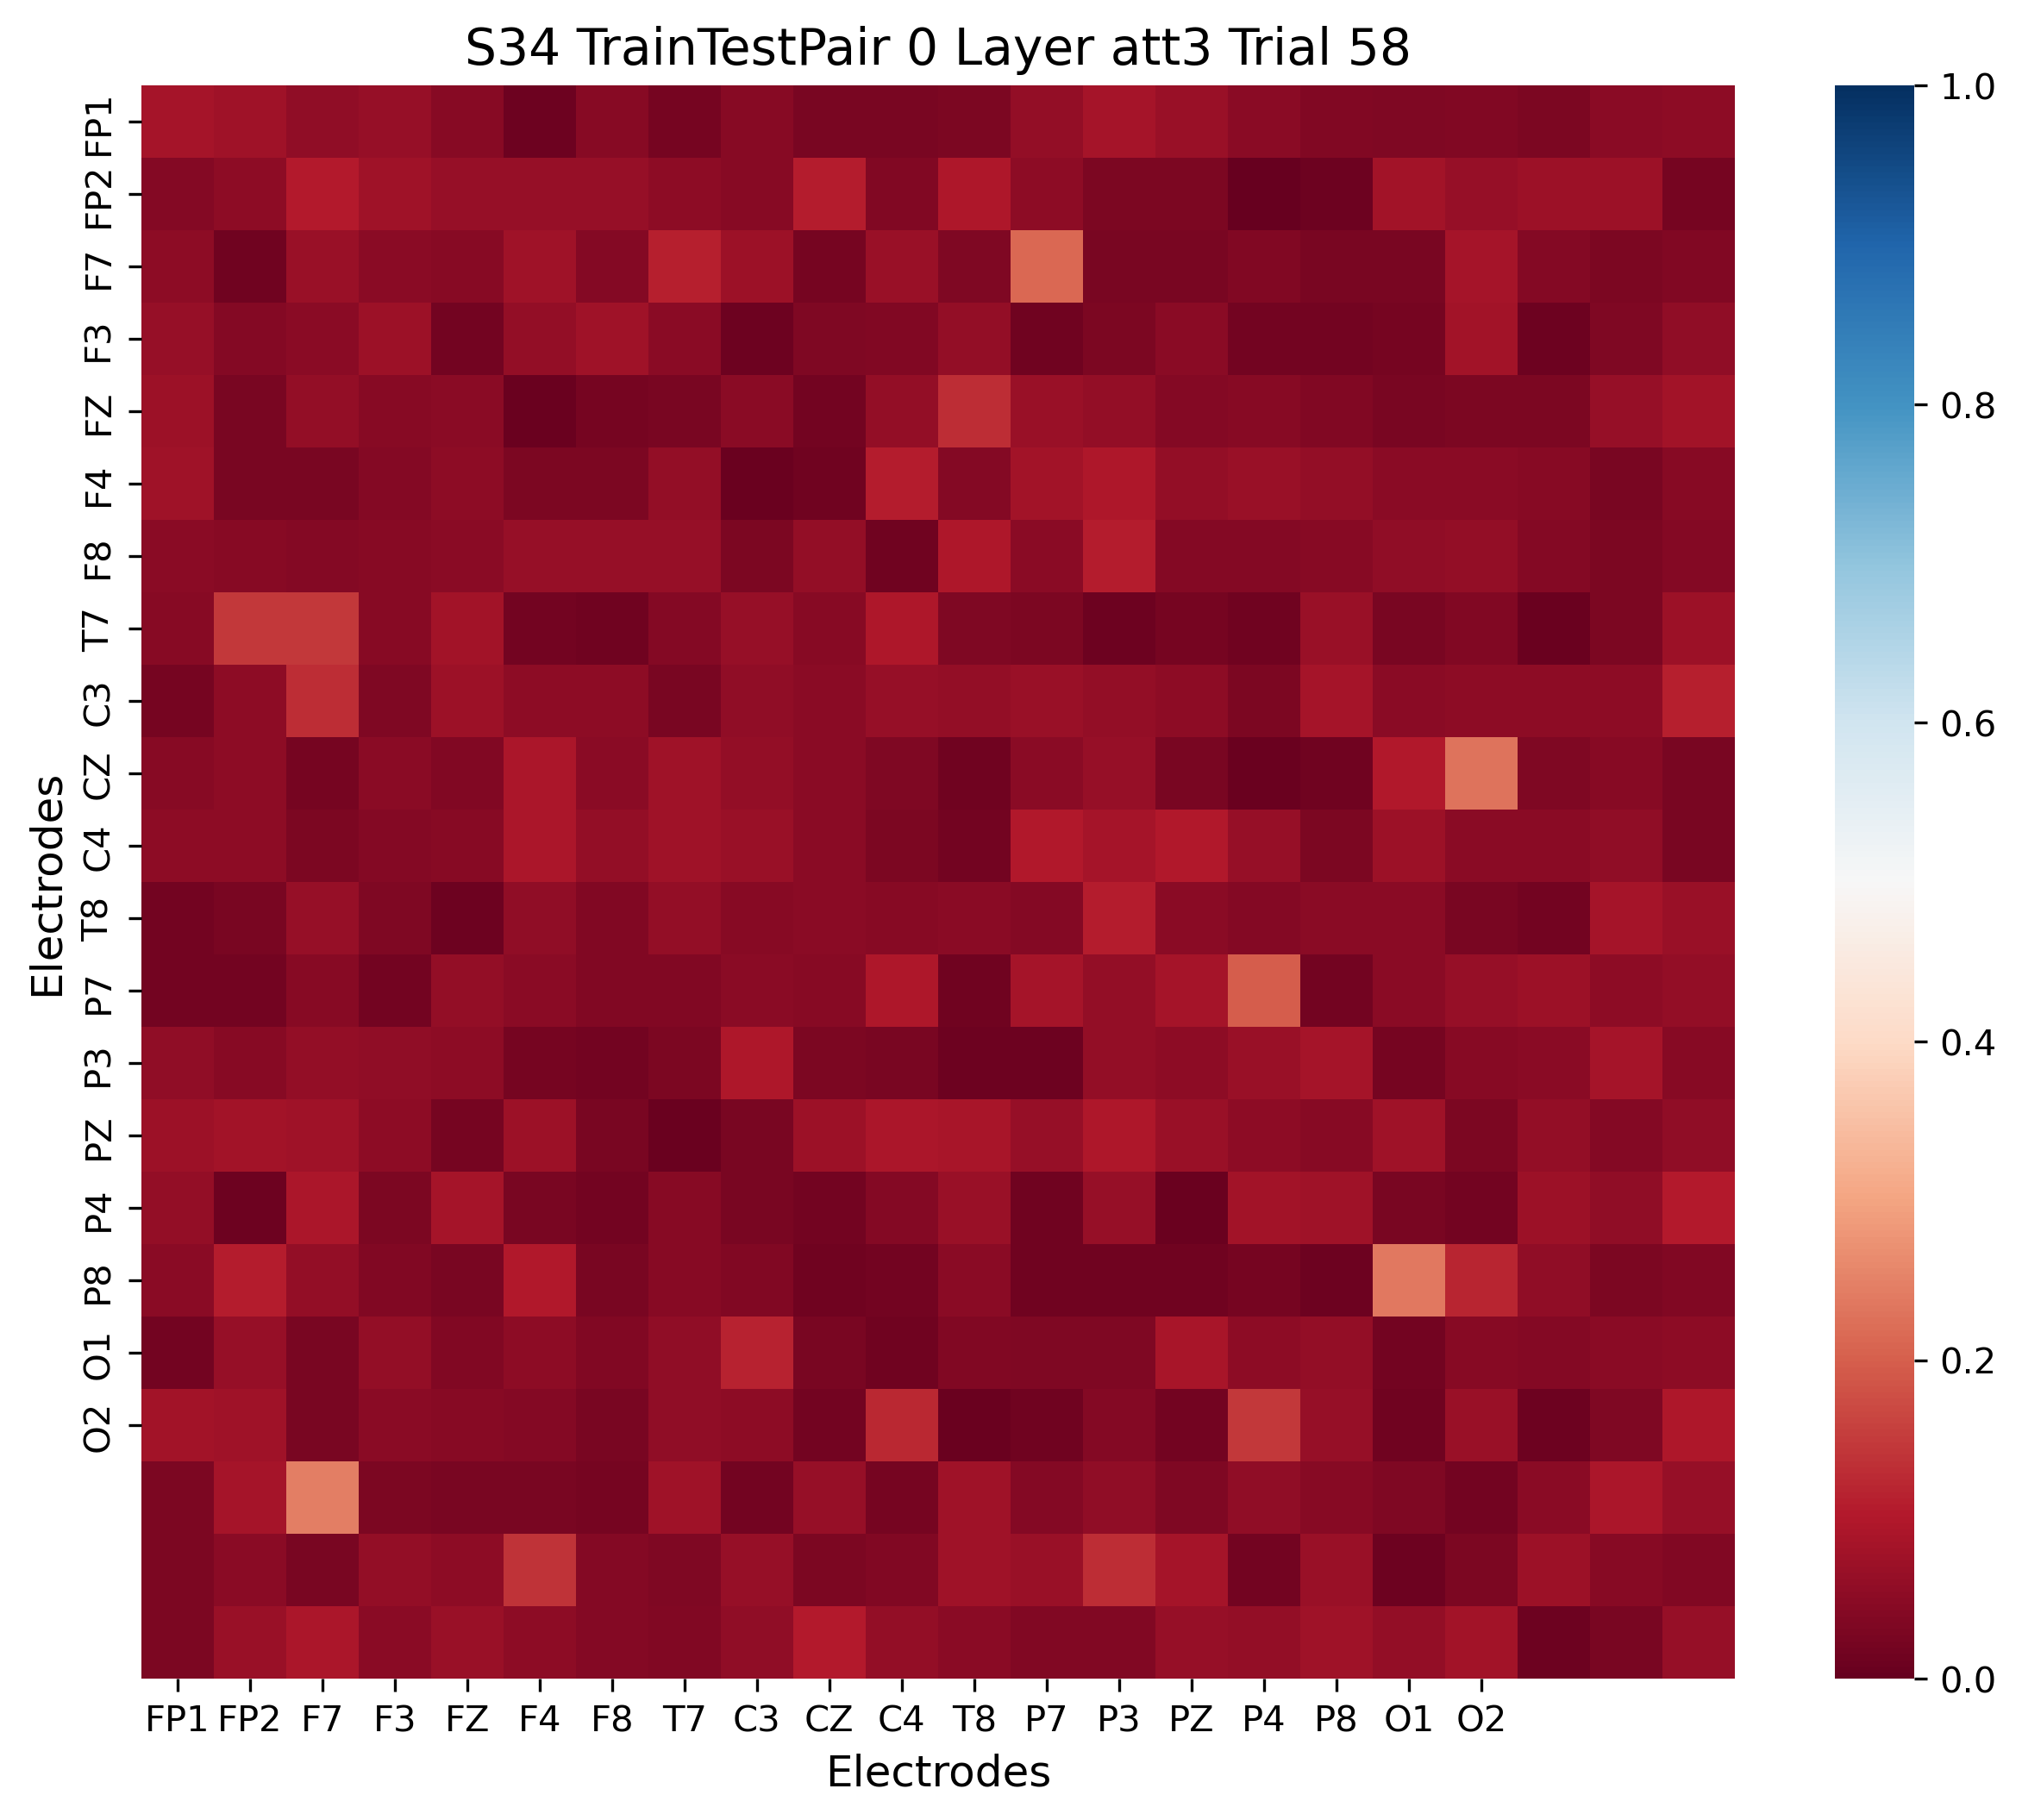 S34 TrainTestPair 0 Layer att3 Trial 58
Electrodes
FP1
FP2
F7
F3
FZ
F4
F8
T7
C3
CZ
C4
T8
P7
P3
PZ
P4
P8
O1
O2
FP1 FP2 F7 F3 FZ F4 F8 T7 C3 CZ C4 T8 P7 P3 PZ P4 P8 O1 O2
Electrodes
1.0
0.8
0.6
0.4
0.2
0.0